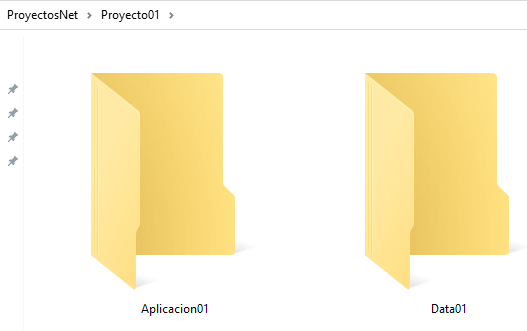 ProyectosNet > Proyecto01 >
Aplicacion01
Data01